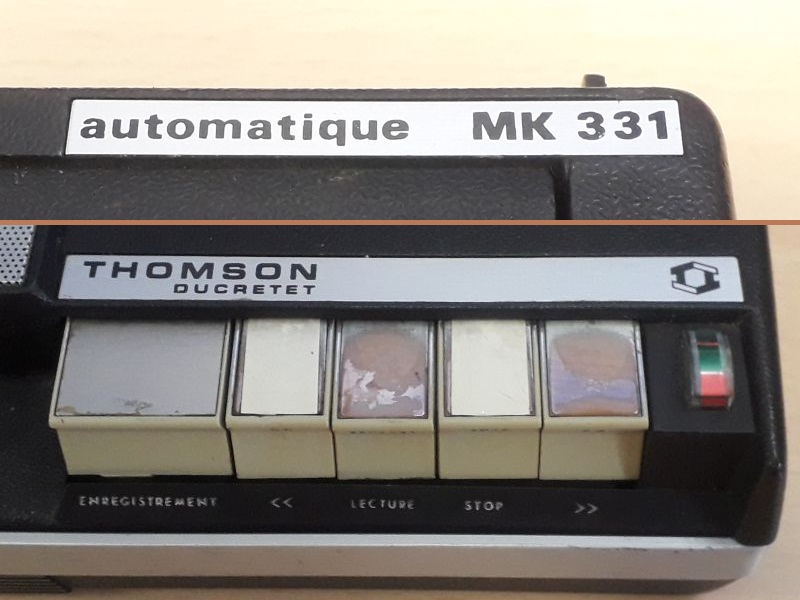 automatique MK 331
THOMSON
DUCRETET
ENREGISTREMENT << LECTURE STOP >>